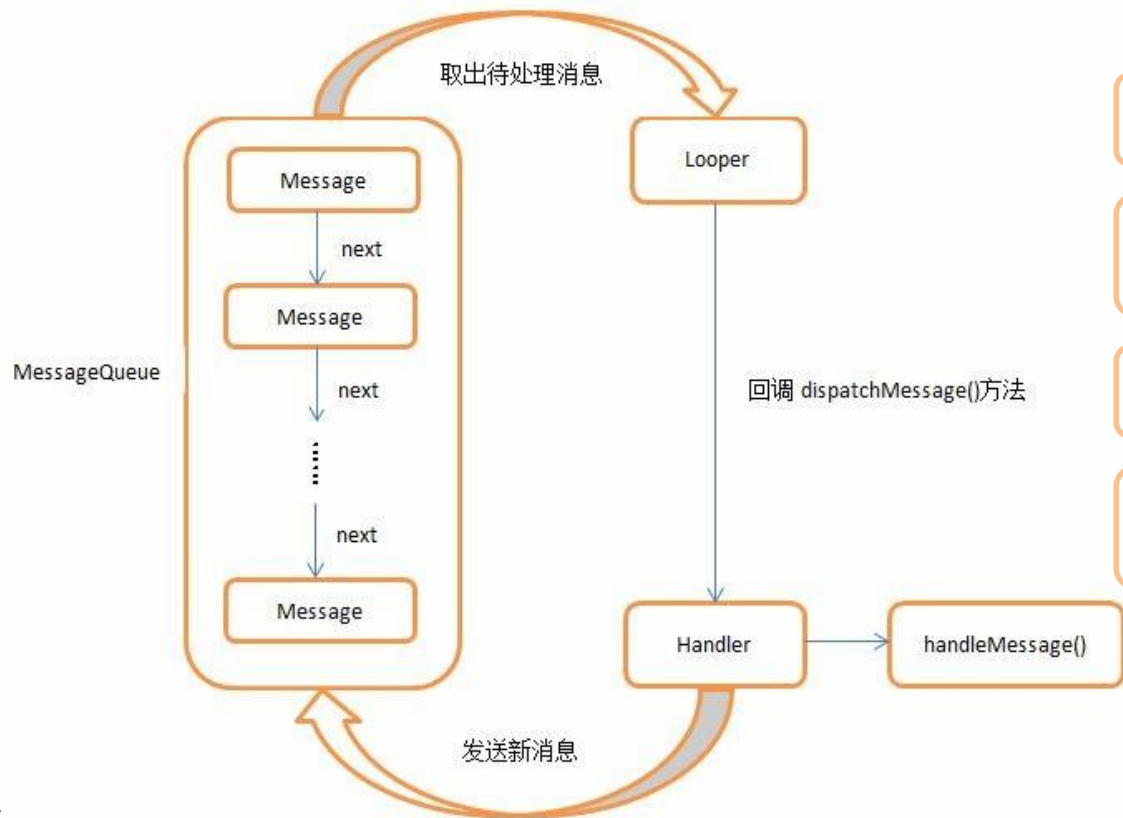 取出待处理消息
Looper
Message
next
Message
MessageQueue
next
回调 dispatchMessage()方法
next
Message
Handler
handleMessage()
发送新消息